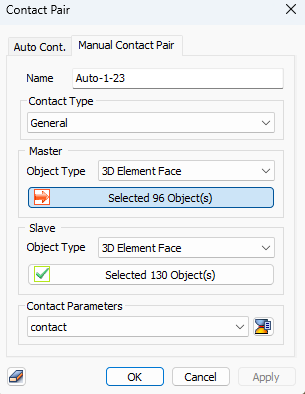 Contact Pair
Auto Cont. Manual Contact Pair
Name Auto-1-23
Contact Type
General
Master
Object Type 3D Element Face
Selected 96 Object(s)
Slave
Object Type 3D Element Face
Selected 130 Object(s)
Contact Parameters
contact
OK Cancel Apply